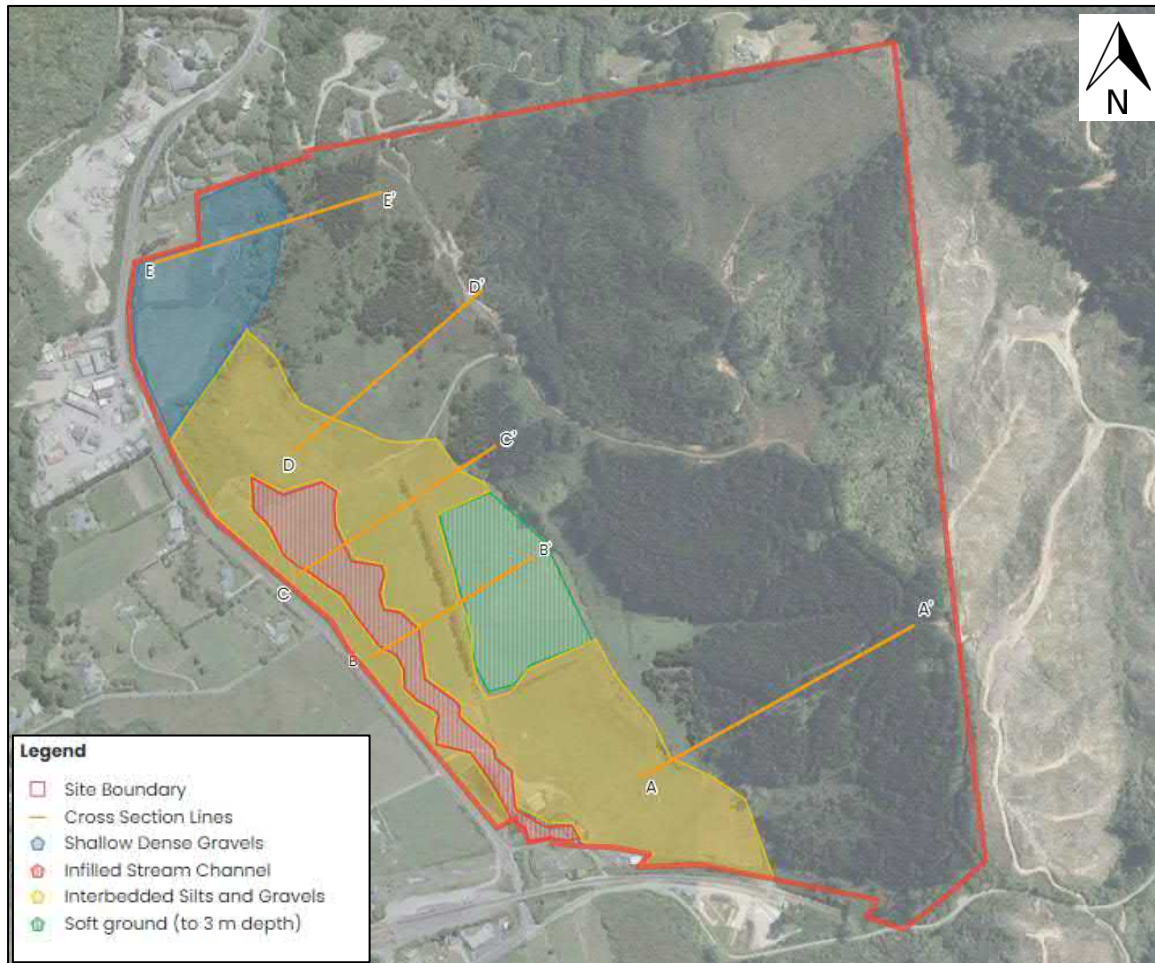 N
E'
E
D'
C'
D
B'
C
A'
B
A
Legend
Site Boundary
Cross Section Lines
Shallow Dense Gravels
Infilled Stream Channel
Interbedded Silts and Gravels
Soft ground (to 3 m depth)